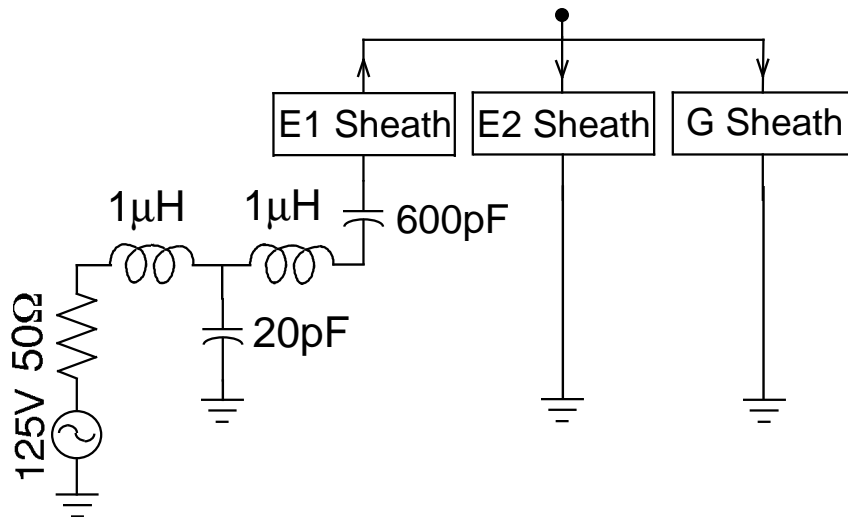 E1 Sheath
E2 Sheath
G Sheath
1μH
1μH
600pF
20pF
125V 50Ω